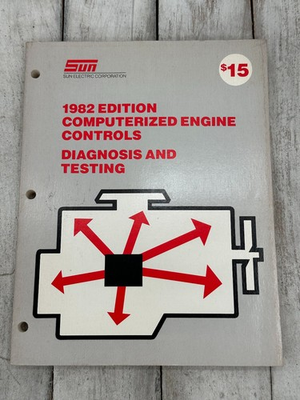 Sun
SUN ELECTRIC CORPORATION
$15
1982 EDITION
COMPUTERIZED ENGINE
CONTROLS
DIAGNOSIS AND
TESTING